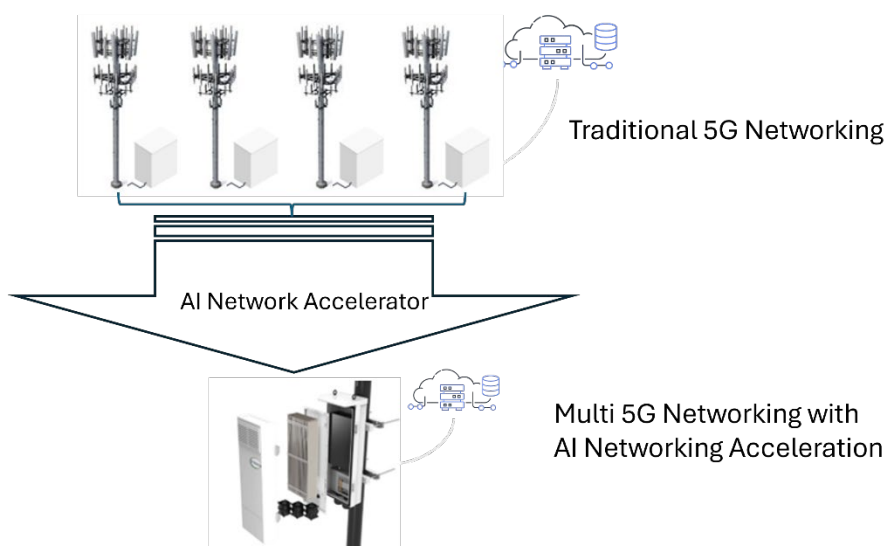 Traditional 5G Networking
AI Network Accelerator
Multi 5G Networking with
AI Networking Acceleration